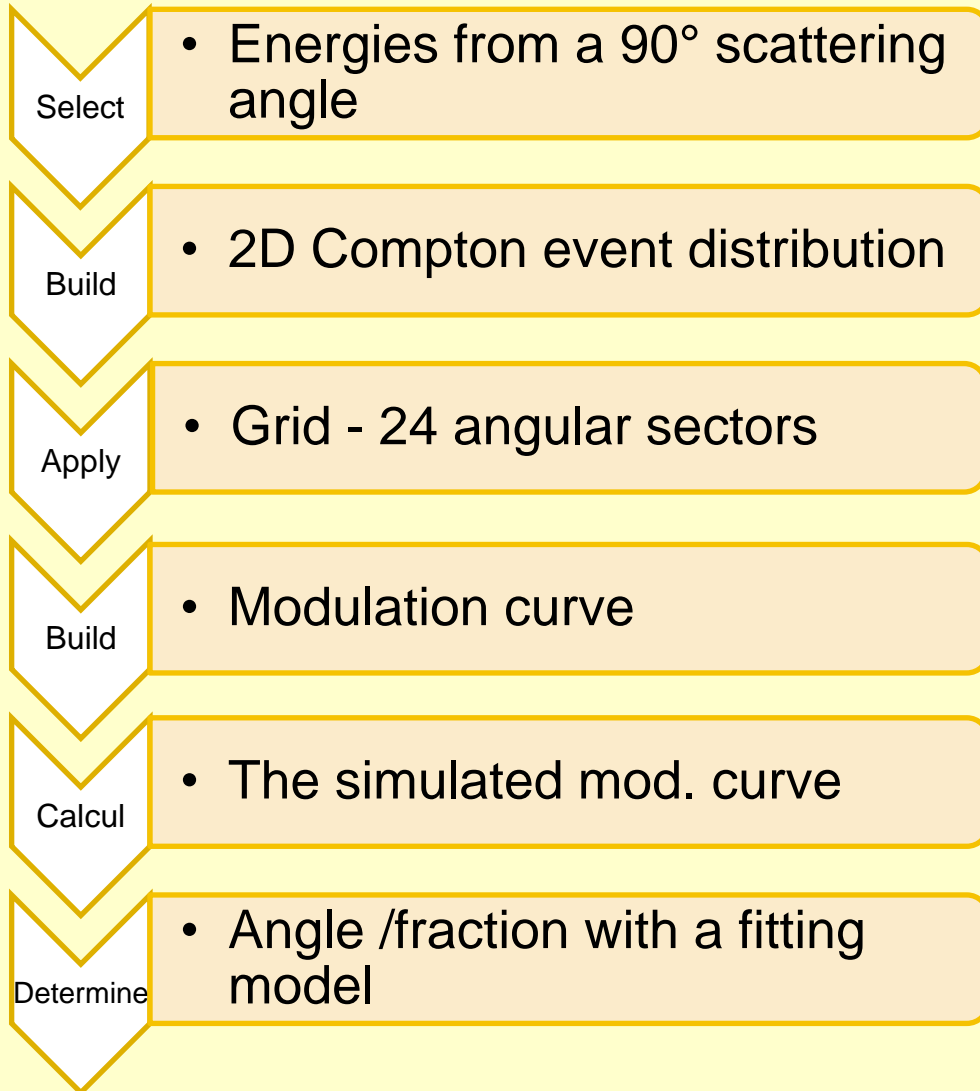 Select
• Energies from a 90° scattering
angle
Build
• 2D Compton event distribution
Apply
• Grid - 24 angular sectors
Build
• Modulation curve
Calcul
• The simulated mod. curve
Determine
• Angle /fraction with a fitting
model